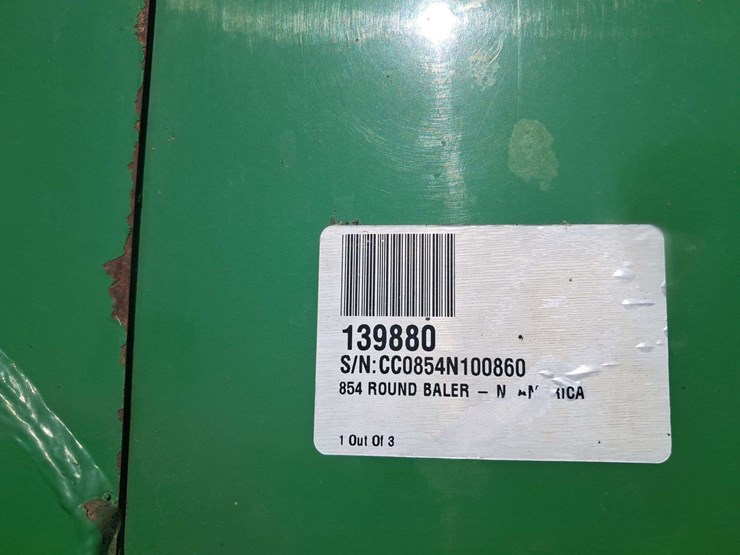 139880
S/N:CC0854N100860
854 ROUND BALER – N
1 Out Of 3